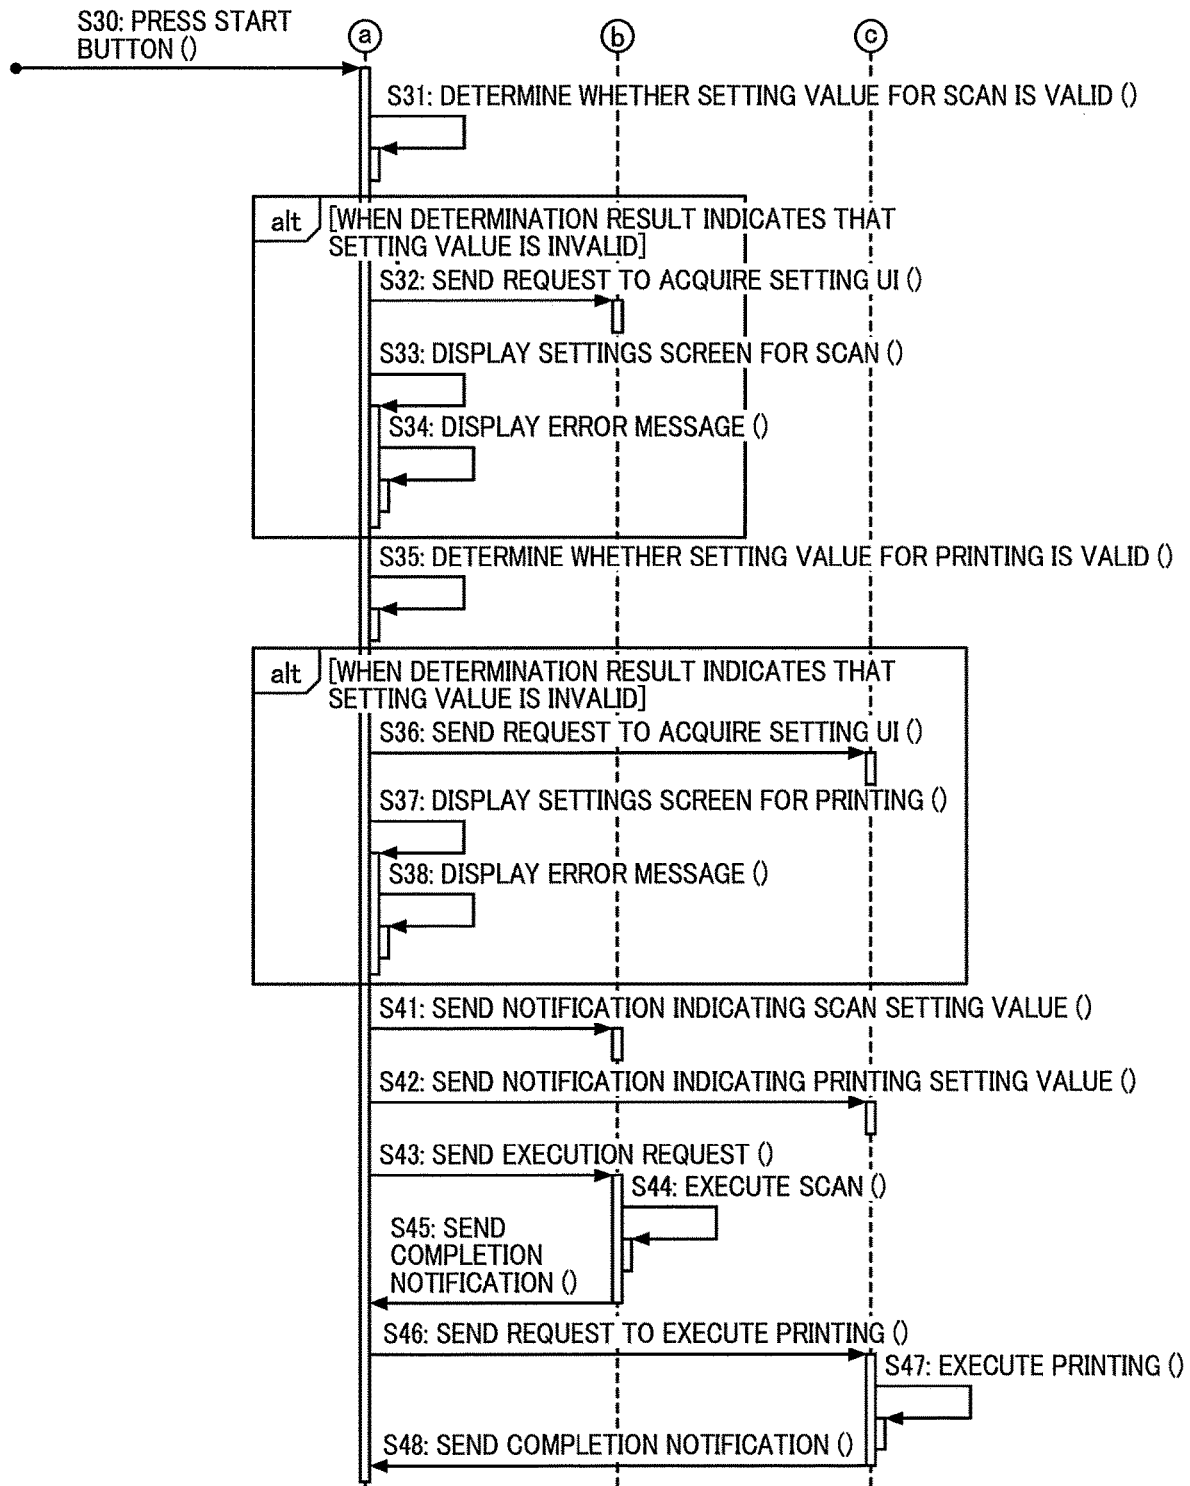 S30: PRESS START
BUTTON ()
a
b
c
S31: DETERMINE WHETHER SETTING VALUE FOR SCAN IS VALID ()
alt
[WHEN DETERMINATION RESULT INDICATES THAT
SETTING VALUE IS INVALID]
S32: SEND REQUEST TO ACQUIRE SETTING UI ()
S33: DISPLAY SETTINGS SCREEN FOR SCAN ()
S34: DISPLAY ERROR MESSAGE ()
S35: DETERMINE WHETHER SETTING VALUE FOR PRINTING IS VALID ()
alt
[WHEN DETERMINATION RESULT INDICATES THAT
SETTING VALUE IS INVALID]
S36: SEND REQUEST TO ACQUIRE SETTING UI ()
S37: DISPLAY SETTINGS SCREEN FOR PRINTING ()
S38: DISPLAY ERROR MESSAGE ()
S41: SEND NOTIFICATION INDICATING SCAN SETTING VALUE ()
S42: SEND NOTIFICATION INDICATING PRINTING SETTING VALUE ()
S43: SEND EXECUTION REQUEST ()
S44: EXECUTE SCAN ()
S45: SEND
COMPLETION
NOTIFICATION ()
S46: SEND REQUEST TO EXECUTE PRINTING ()
S47: EXECUTE PRINTING ()
S48: SEND COMPLETION NOTIFICATION ()